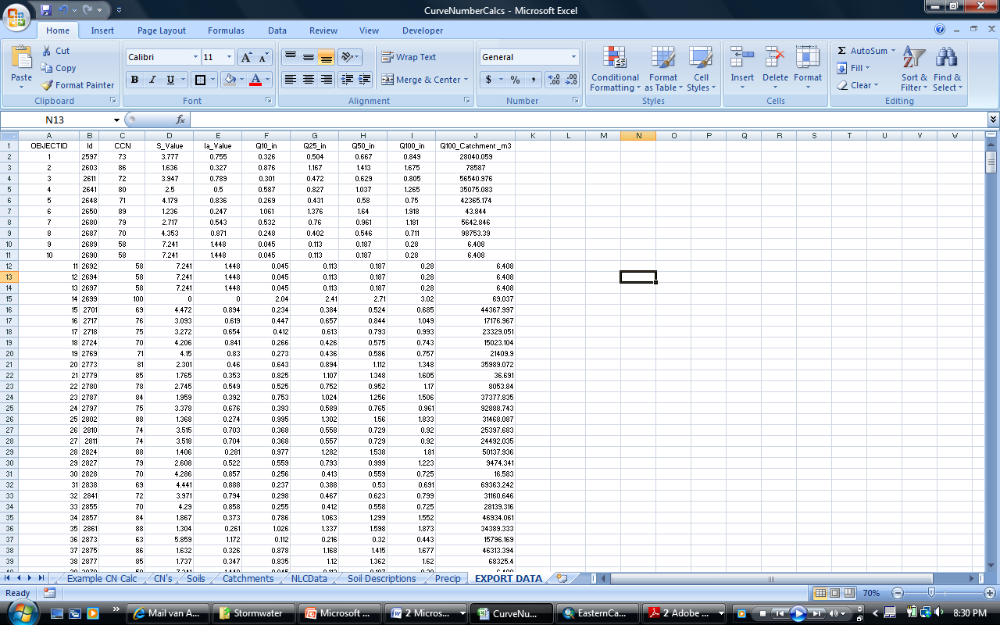 CurveNumberCalcs - Microsoft Excel
Home Insert Page Layout Formulas Data Review View Developer
Paste Cut Copy Format Painter Clipboard
Calibri 11 B I U A Font
Wrap Text Merge & Center Alignment
General $ % , Number
Conditional Formatting Format as Table Cell Styles Styles
Insert Delete Format Cells
AutoSum Fill Clear Sort & Filter Find & Select Editing
N13 fx
A B C D E F G H I J K L M N O P Q R S T U V W
1 OBJECTID Id CCN S_Value Ia_Value Q10_in Q25_in Q50_in Q100_in Q100_Catchment_m3
2 1 2597 73 3.777 0.755 0.326 0.504 0.667 0.849 28040.059
3 2 2603 86 1.636 0.327 0.876 1.167 1.413 1.675 78587
4 3 2611 72 3.947 0.789 0.301 0.472 0.629 0.805 56540.976
5 4 2641 80 2.5 0.5 0.587 0.827 1.037 1.265 35075.083
6 5 2648 71 4.179 0.836 0.269 0.431 0.58 0.75 42365.174
7 6 2650 89 1.236 0.247 1.061 1.376 1.64 1.918 43.844
8 7 2680 79 2.717 0.543 0.532 0.76 0.961 1.181 5642.846
9 8 2687 70 4.353 0.871 0.248 0.402 0.546 0.711 98753.39
10 9 2689 58 7.241 1.448 0.045 0.113 0.187 0.28 6.408
11 10 2690 58 7.241 1.448 0.045 0.113 0.187 0.28 6.408
12 11 2692 58 7.241 1.448 0.045 0.113 0.187 0.28 6.408
13 12 2694 58 7.241 1.448 0.045 0.113 0.187 0.28 6.408
14 13 2697 58 7.241 1.448 0.045 0.113 0.187 0.28 6.408
15 14 2699 100 0 0 2.04 2.41 2.71 3.02 69.037
16 15 2701 69 4.472 0.894 0.234 0.384 0.524 0.685 44367.997
17 16 2717 76 3.093 0.619 0.447 0.657 0.844 1.049 17176.967
18 17 2718 75 3.272 0.654 0.412 0.613 0.793 0.993 23329.051
19 18 2724 70 4.206 0.841 0.266 0.426 0.575 0.743 15023.104
20 19 2769 71 4.15 0.83 0.273 0.436 0.586 0.757 21409.9
21 20 2773 81 2.301 0.46 0.643 0.894 1.112 1.348 35989.072
22 21 2779 85 1.765 0.353 0.825 1.107 1.348 1.605 36.691
23 22 2780 78 2.745 0.549 0.525 0.752 0.952 1.17 8053.84
24 23 2787 84 1.959 0.392 0.753 1.024 1.256 1.506 37377.835
25 24 2797 75 3.378 0.676 0.393 0.589 0.765 0.961 92888.743
26 25 2802 88 1.368 0.274 0.995 1.302 1.56 1.833 31468.087
27 26 2810 74 3.515 0.703 0.368 0.558 0.729 0.92 25397.683
28 27 2811 74 3.518 0.704 0.368 0.557 0.729 0.92 24492.035
29 28 2824 88 1.406 0.281 0.977 1.282 1.538 1.81 50137.936
30 29 2827 79 2.608 0.522 0.559 0.793 0.999 1.223 9474.341
31 30 2828 70 4.286 0.857 0.256 0.413 0.559 0.725 16.583
32 31 2838 69 4.441 0.888 0.237 0.388 0.53 0.691 69363.242
33 32 2841 72 3.971 0.794 0.298 0.467 0.623 0.799 31160.646
34 33 2855 70 4.29 0.858 0.255 0.412 0.558 0.725 28139.316
35 34 2857 84 1.867 0.373 0.786 1.063 1.299 1.552 46934.061
36 35 2861 88 1.304 0.261 1.026 1.337 1.598 1.873 34389.333
37 36 2873 63 5.859 1.172 0.112 0.216 0.32 0.443 15796.169
38 37 2875 86 1.632 0.326 0.878 1.168 1.415 1.677 46313.394
39 38 2877 85 1.737 0.347 0.835 1.12 1.362 1.62 68325.4
Example CN Calc CN's Soils Catchments NLCData Soil Descriptions Precip EXPORT DATA
Ready 70%
Mail van A... Stormwater Microsoft ... 2 Micros... CurveNu... EasternCa... 2 Adobe ... 8:30 PM